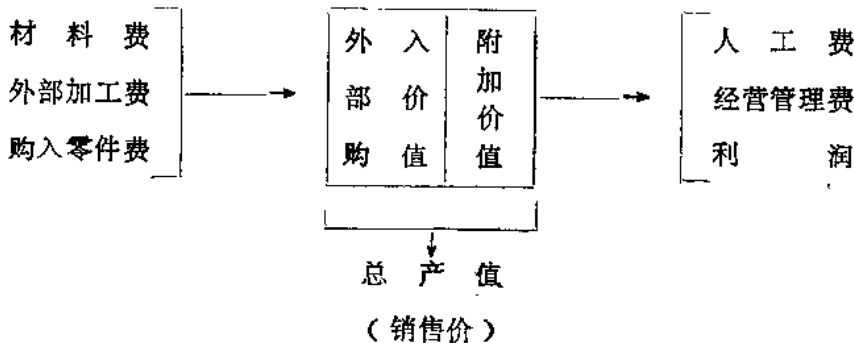 材料费
外部加工费
购入零件费
外部购入价值
附加价值
人工费
经营管理费
利润
总产值
（销售价）